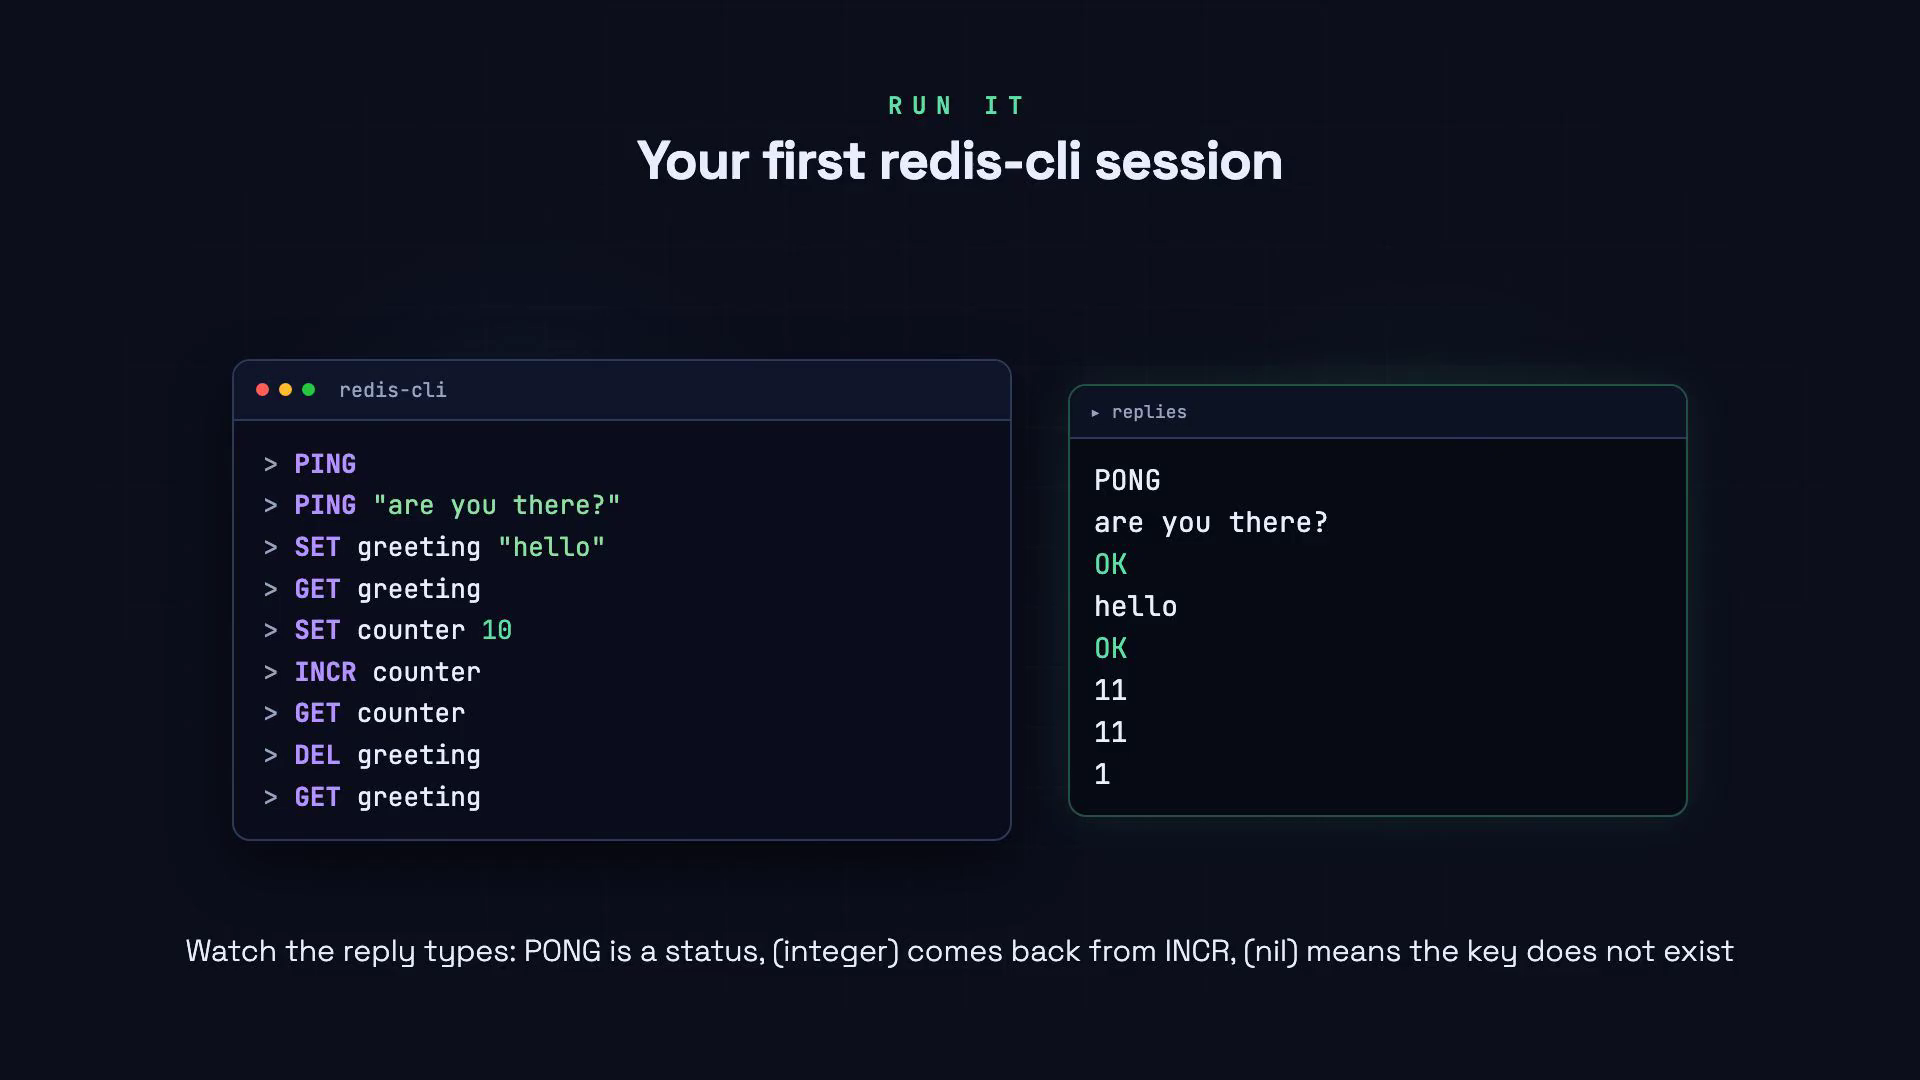 RUN IT
Your first redis-cli session
redis-cli
> PING
> PING "are you there?"
> SET greeting "hello"
> GET greeting
> SET counter 10
> INCR counter
> GET counter
> DEL greeting
> GET greeting
▸ replies
PONG
are you there?
OK
hello
OK
11
11
1
Watch the reply types: PONG is a status, (integer) comes back from INCR, (nil) means the key does not exist